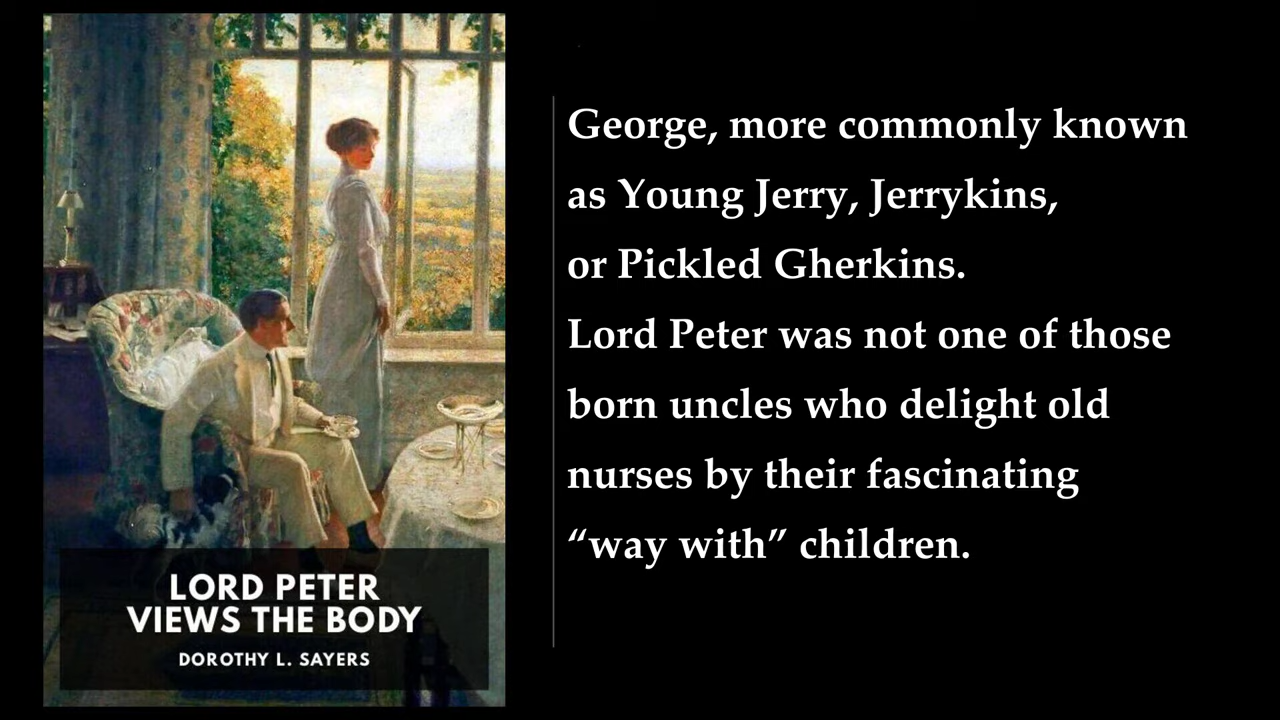 LORD PETER
VIEWS THE BODY
DOROTHY L. SAYERS
George, more commonly known
as Young Jerry, Jerrykins,
or Pickled Gherkins.
Lord Peter was not one of those
born uncles who delight old
nurses by their fascinating
“way with” children.